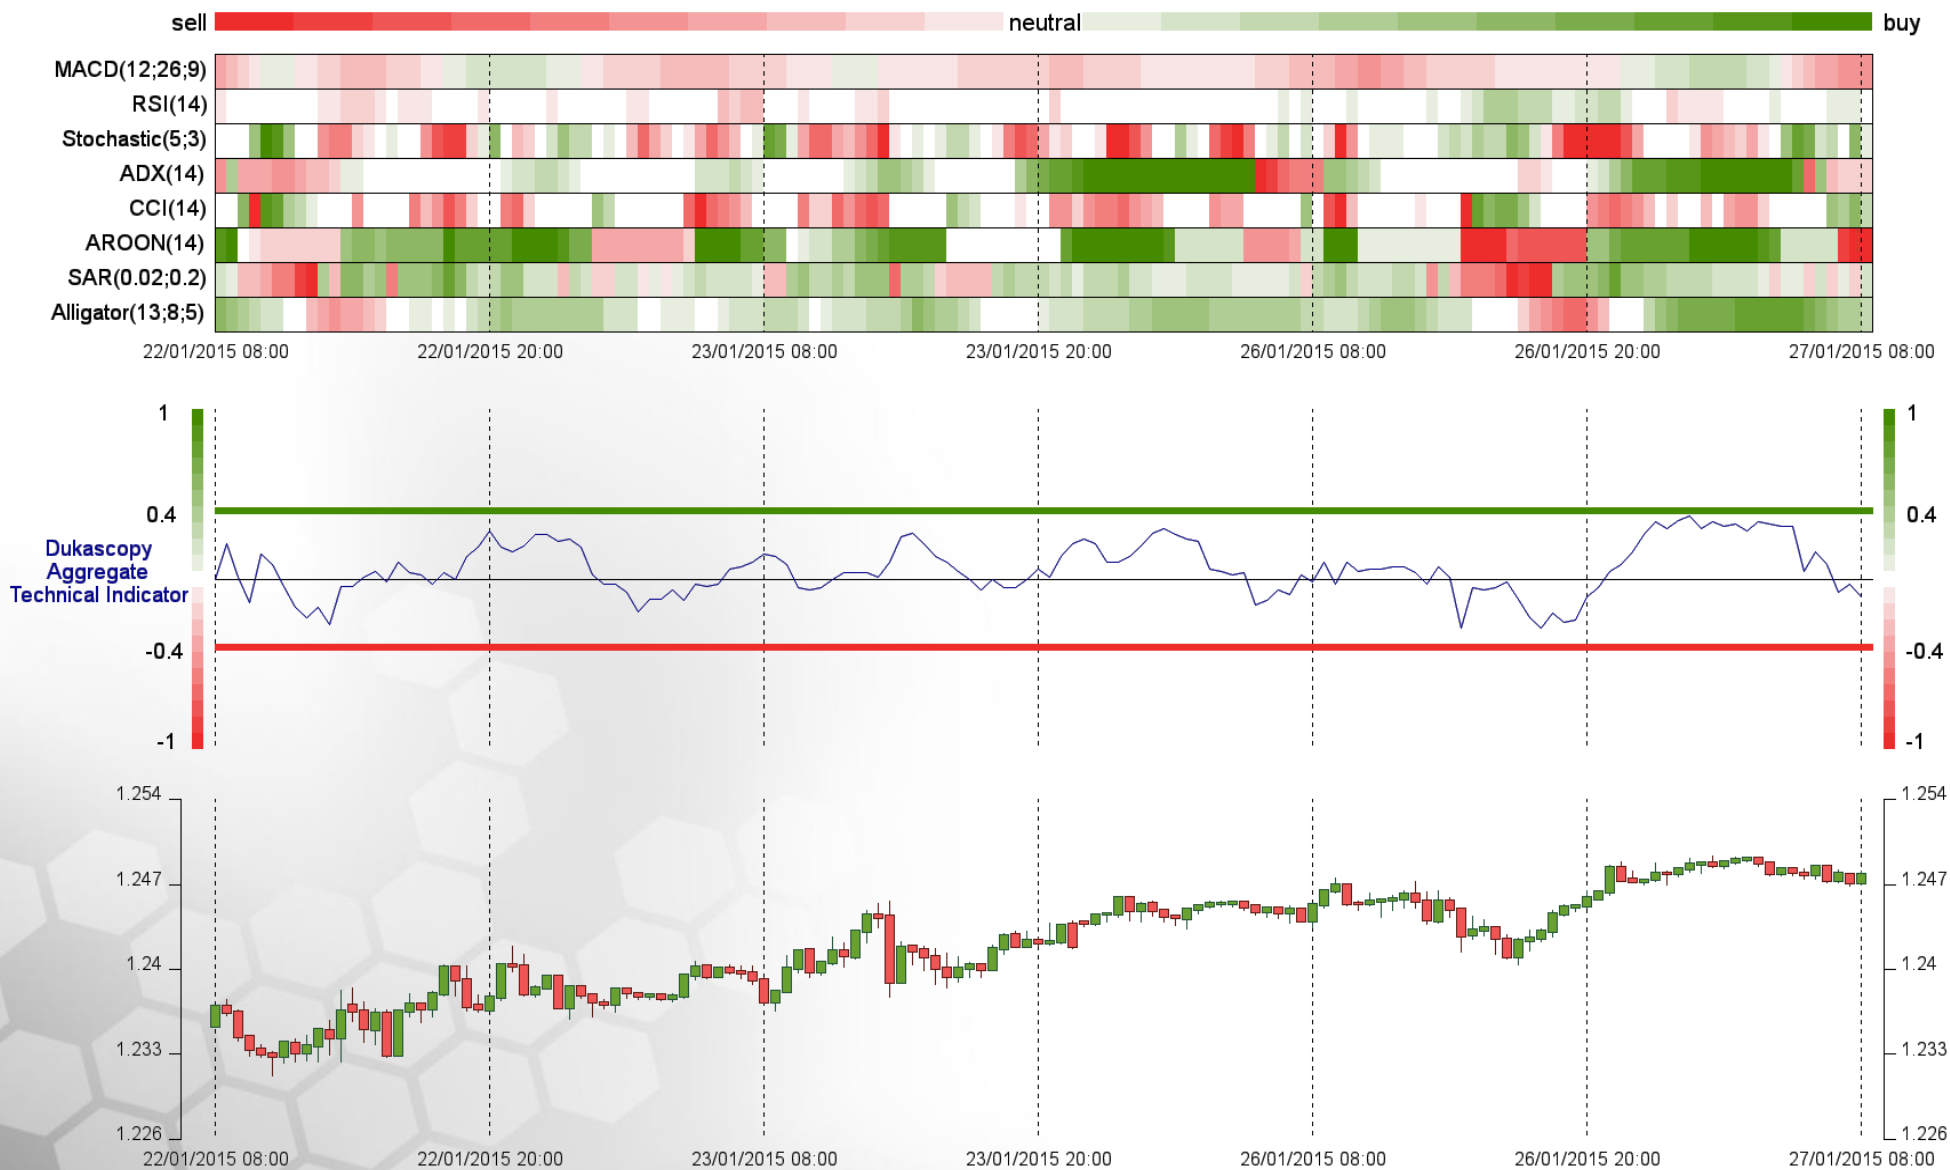 sell neutral buy
MACD(12;26;9)
RSI(14)
Stochastic(5;3)
ADX(14)
CCI(14)
AROON(14)
SAR(0.02;0.2)
Alligator(13;8;5)
22/01/2015 08:00 22/01/2015 20:00 23/01/2015 08:00 23/01/2015 20:00 26/01/2015 08:00 26/01/2015 20:00 27/01/2015 08:00
1 1
0.4 0.4
Dukascopy
Aggregate
Technical Indicator
-0.4 -0.4
-1 -1
1.254 1.254
1.247 1.247
1.24 1.24
1.233 1.233
1.226 1.226
22/01/2015 08:00 22/01/2015 20:00 23/01/2015 08:00 23/01/2015 20:00 26/01/2015 08:00 26/01/2015 20:00 27/01/2015 08:00